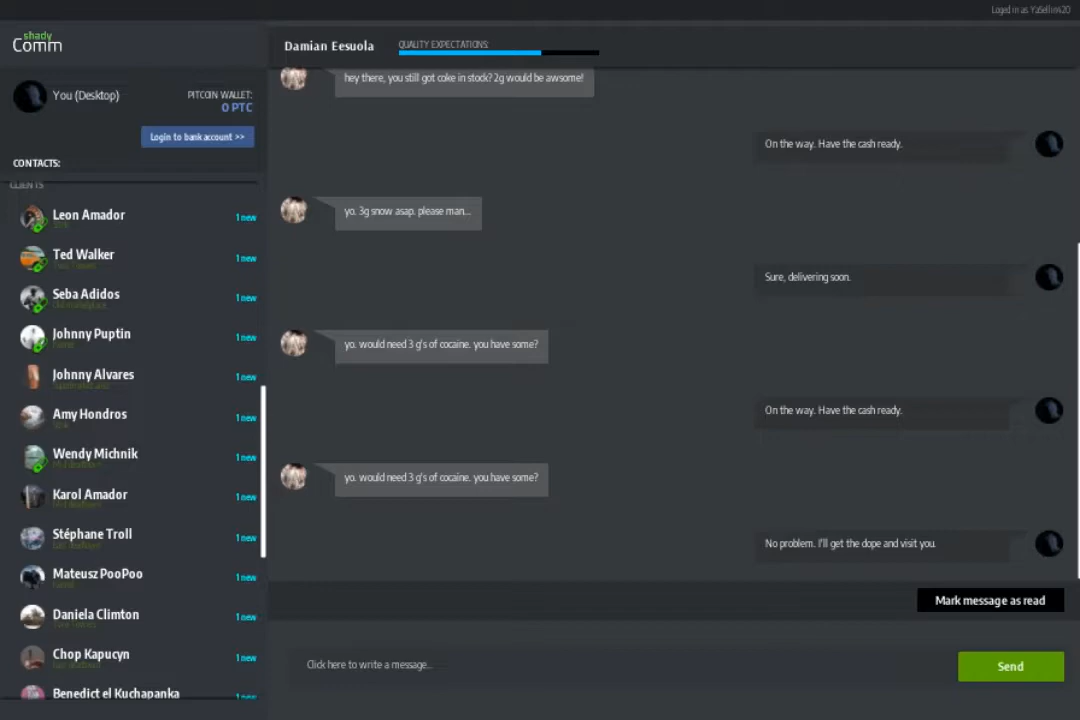 Loged in as YaSellin420
shady
Comm
You (Desktop)
PITCOIN WALLET:
0 PTC
Login to bank account >>
CONTACTS:
CLIENTS
Leon Amador
1 new
Ted Walker
1 new
Seba Adidos
1 new
Johnny Puptin
1 new
Johnny Alvares
1 new
Amy Hondros
1 new
Wendy Michnik
1 new
Karol Amador
1 new
Stéphane Troll
1 new
Mateusz PooPoo
1 new
Daniela Climton
1 new
Chop Kapucyn
1 new
Benedict el Kuchapanka
1 new
Damian Eesuola
QUALITY EXPECTATIONS:
hey there, you still got coke in stock? 2g would be awsome!
On the way. Have the cash ready.
yo. 3g snow asap. please man...
Sure, delivering soon.
yo. would need 3 g's of cocaine. you have some?
On the way. Have the cash ready.
yo. would need 3 g's of cocaine. you have some?
No problem. I'll get the dope and visit you.
Mark message as read
Click here to write a message...
Send